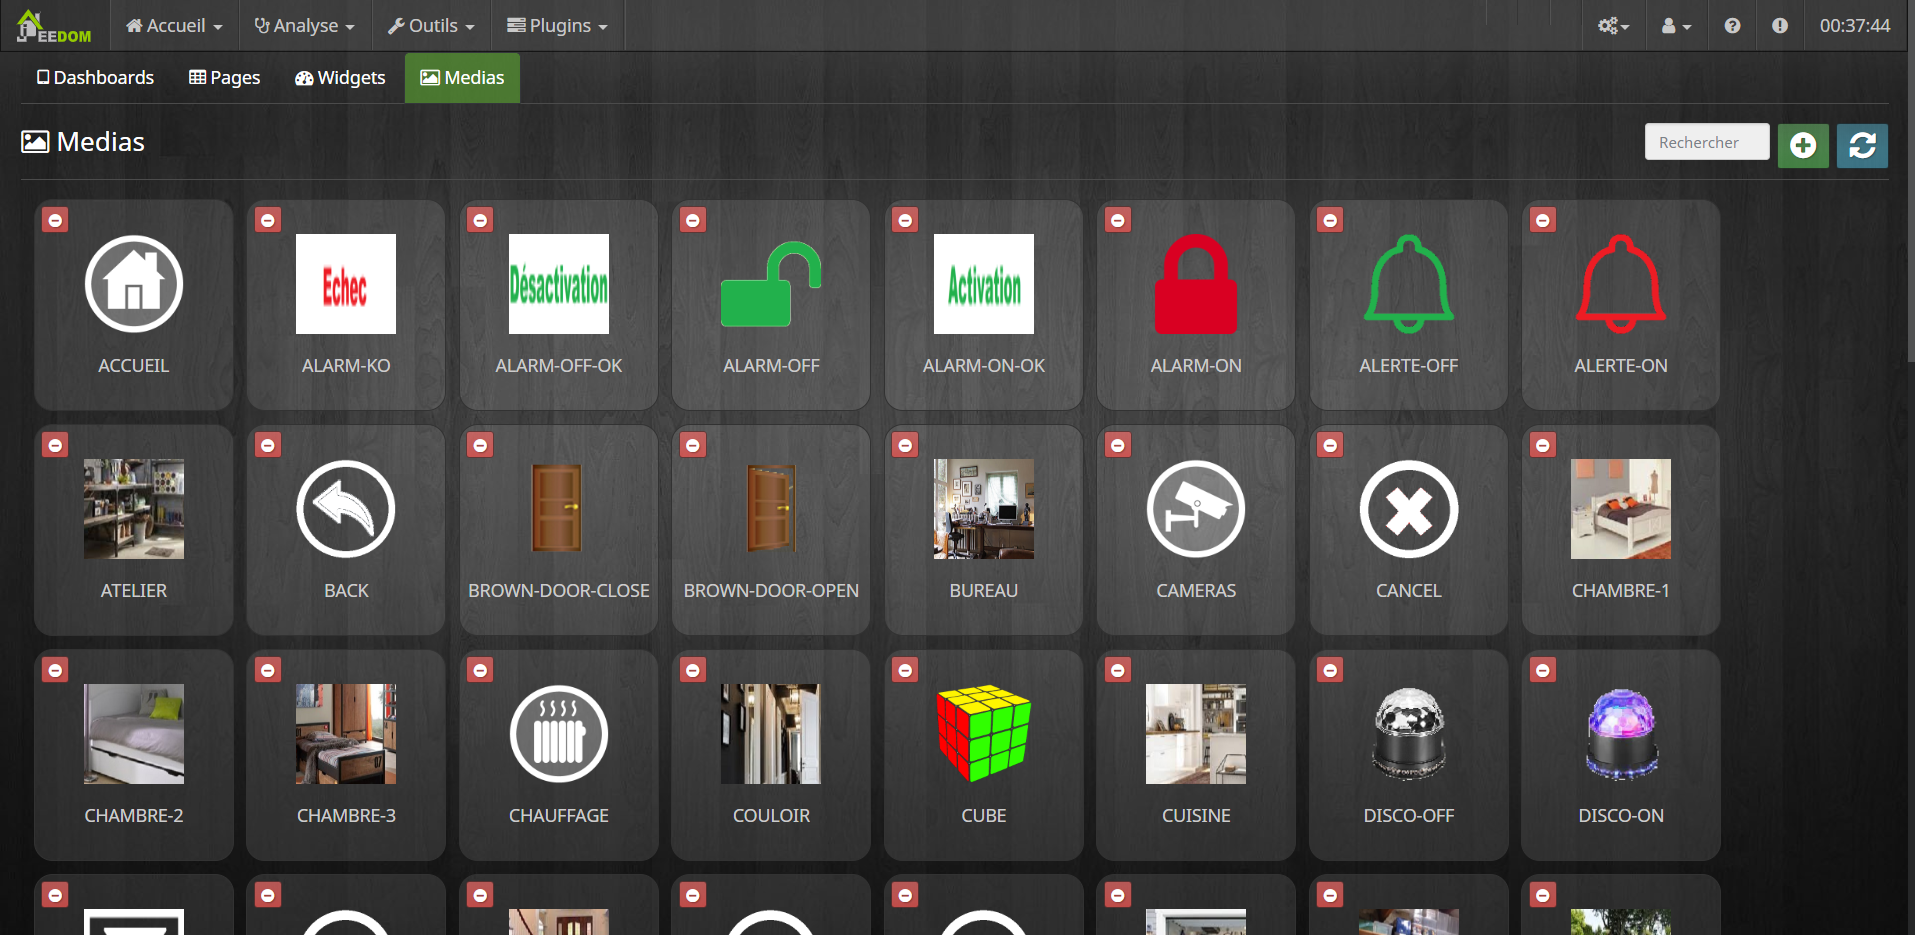 JEEDOM
Accueil
Analyse
Outils
Plugins
00:37:44
Dashboards
Pages
Widgets
Medias
Medias
Rechercher
Echec
Désactivation
Activation
ACCUEIL
ALARM-KO
ALARM-OFF-OK
ALARM-OFF
ALARM-ON-OK
ALARM-ON
ALERTE-OFF
ALERTE-ON
ATELIER
BACK
BROWN-DOOR-CLOSE
BROWN-DOOR-OPEN
BUREAU
CAMERAS
CANCEL
CHAMBRE-1
07
CHAMBRE-2
CHAMBRE-3
CHAUFFAGE
COULOIR
CUBE
CUISINE
DISCO-OFF
DISCO-ON